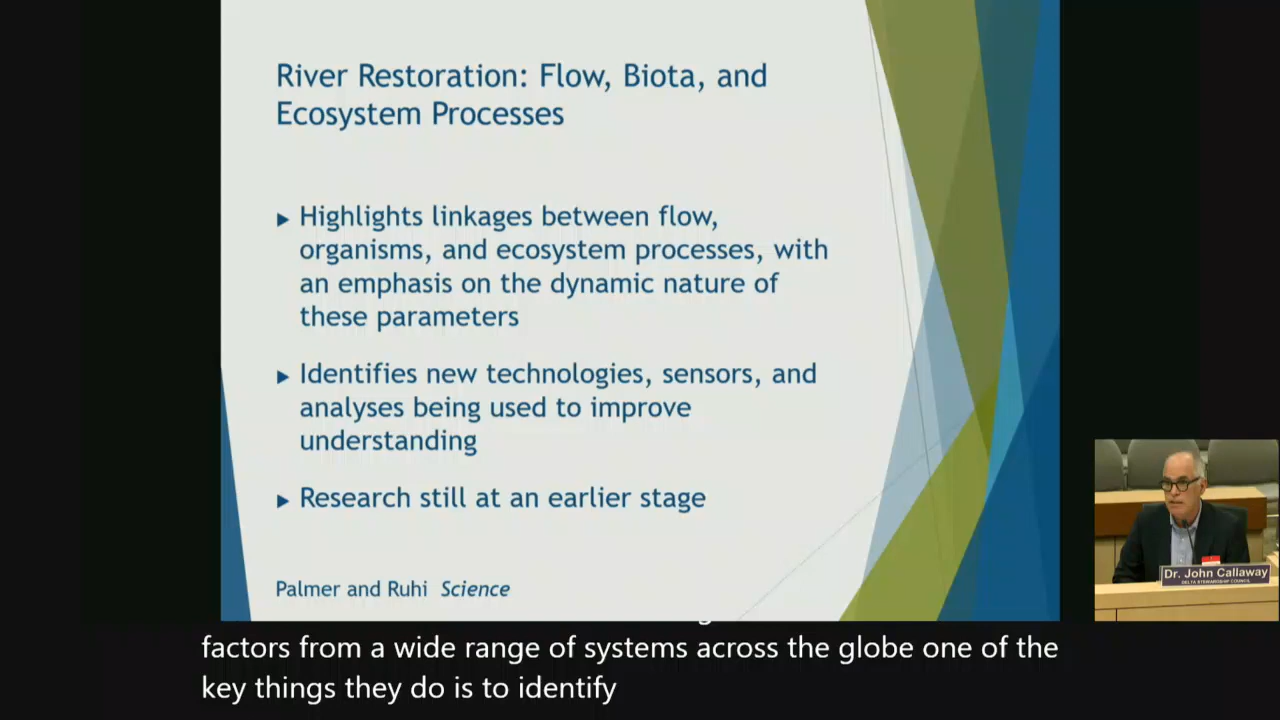 River Restoration: Flow, Biota, and
Ecosystem Processes
Highlights linkages between flow,
organisms, and ecosystem processes, with
an emphasis on the dynamic nature of
these parameters
Identifies new technologies, sensors, and
analyses being used to improve
understanding
Research still at an earlier stage
Palmer and Ruhi Science
Dr. John Callaway
DELTA STEWARDSHIP COUNCIL
factors from a wide range of systems across the globe one of the
key things they do is to identify